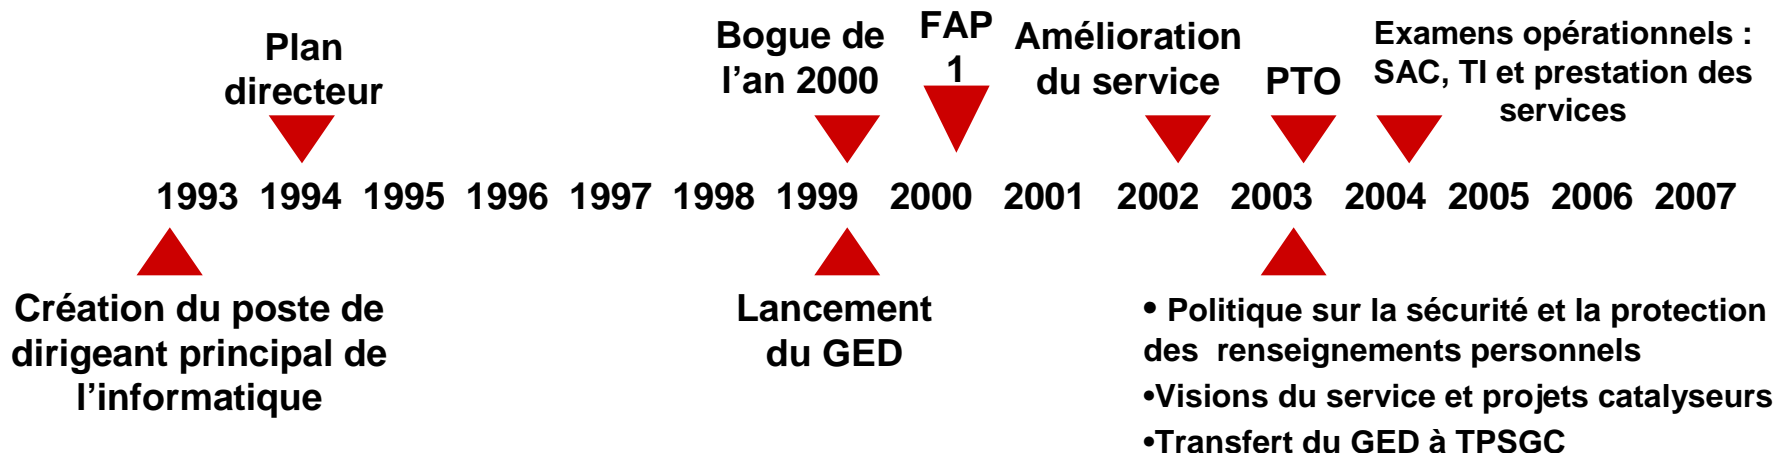 Plan
directeur
Bogue de
l’an 2000
FAP
1
Amélioration
du service
PTO
Examens opérationnels :
SAC, TI et prestation des
services
1993 1994 1995 1996 1997 1998 1999 2000 2001 2002 2003 2004 2005 2006 2007
Création du poste de
dirigeant principal de
l’informatique
Lancement
du GED
• Politique sur la sécurité et la protection
des renseignements personnels
•Visions du service et projets catalyseurs
•Transfert du GED à TPSGC